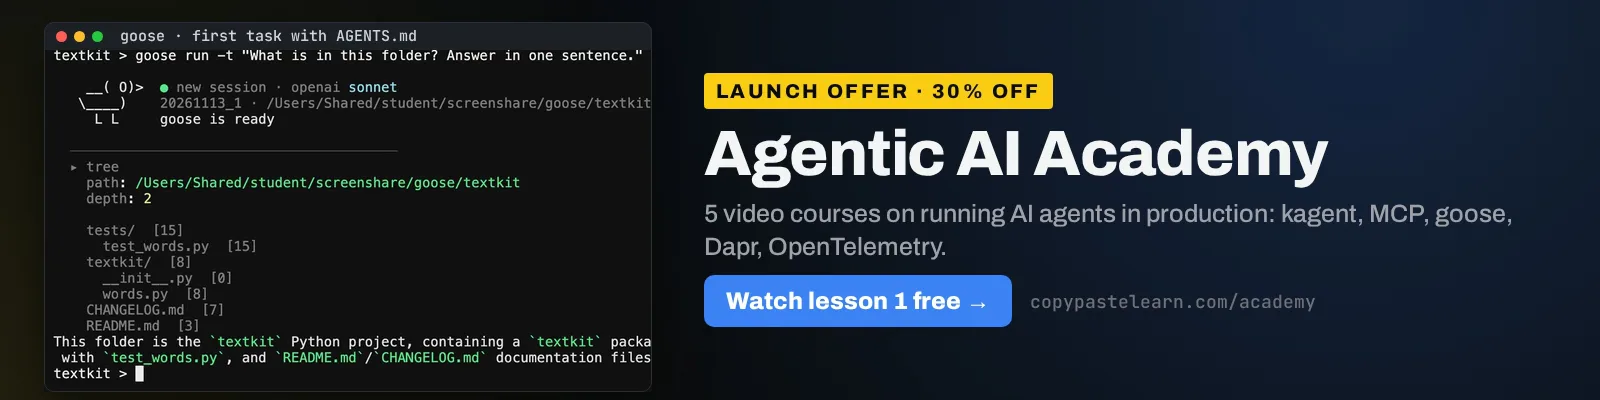 goose · first task with AGENTS.md
textkit > goose run -t "What is in this folder? Answer in one sentence."
__( O)>  ● new session · openai sonnet
\____)    20261113_1 · /Users/Shared/student/screenshare/goose/textkit
L L     goose is ready
▸ tree
path: /Users/Shared/student/screenshare/goose/textkit
depth: 2
tests/  [15]
test_words.py  [15]
textkit/  [8]
__init__.py  [0]
words.py  [8]
CHANGELOG.md  [7]
README.md  [3]
This folder is the `textkit` Python project, containing a `textkit` packa
with `test_words.py`, and `README.md`/`CHANGELOG.md` documentation files
textkit >
LAUNCH OFFER · 30% OFF
Agentic AI Academy
5 video courses on running AI agents in production: kagent, MCP, goose,
Dapr, OpenTelemetry.
Watch lesson 1 free →
copypastelearn.com/academy